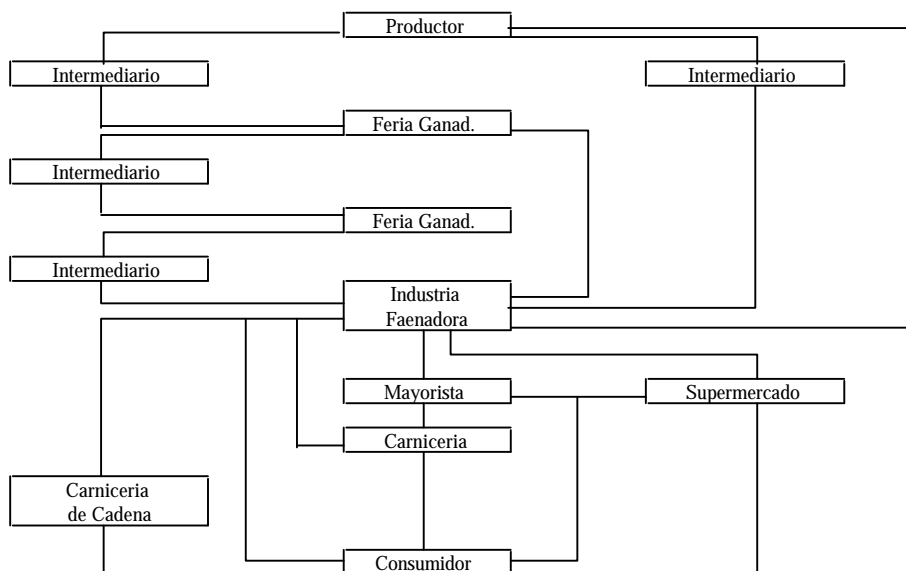 Productor
Intermediario
Intermediario
Feria Ganad.
Intermediario
Feria Ganad.
Intermediario
Industria
Faenadora
Mayorista
Supermercado
Carniceria
Carniceria
de Cadena
Consumidor